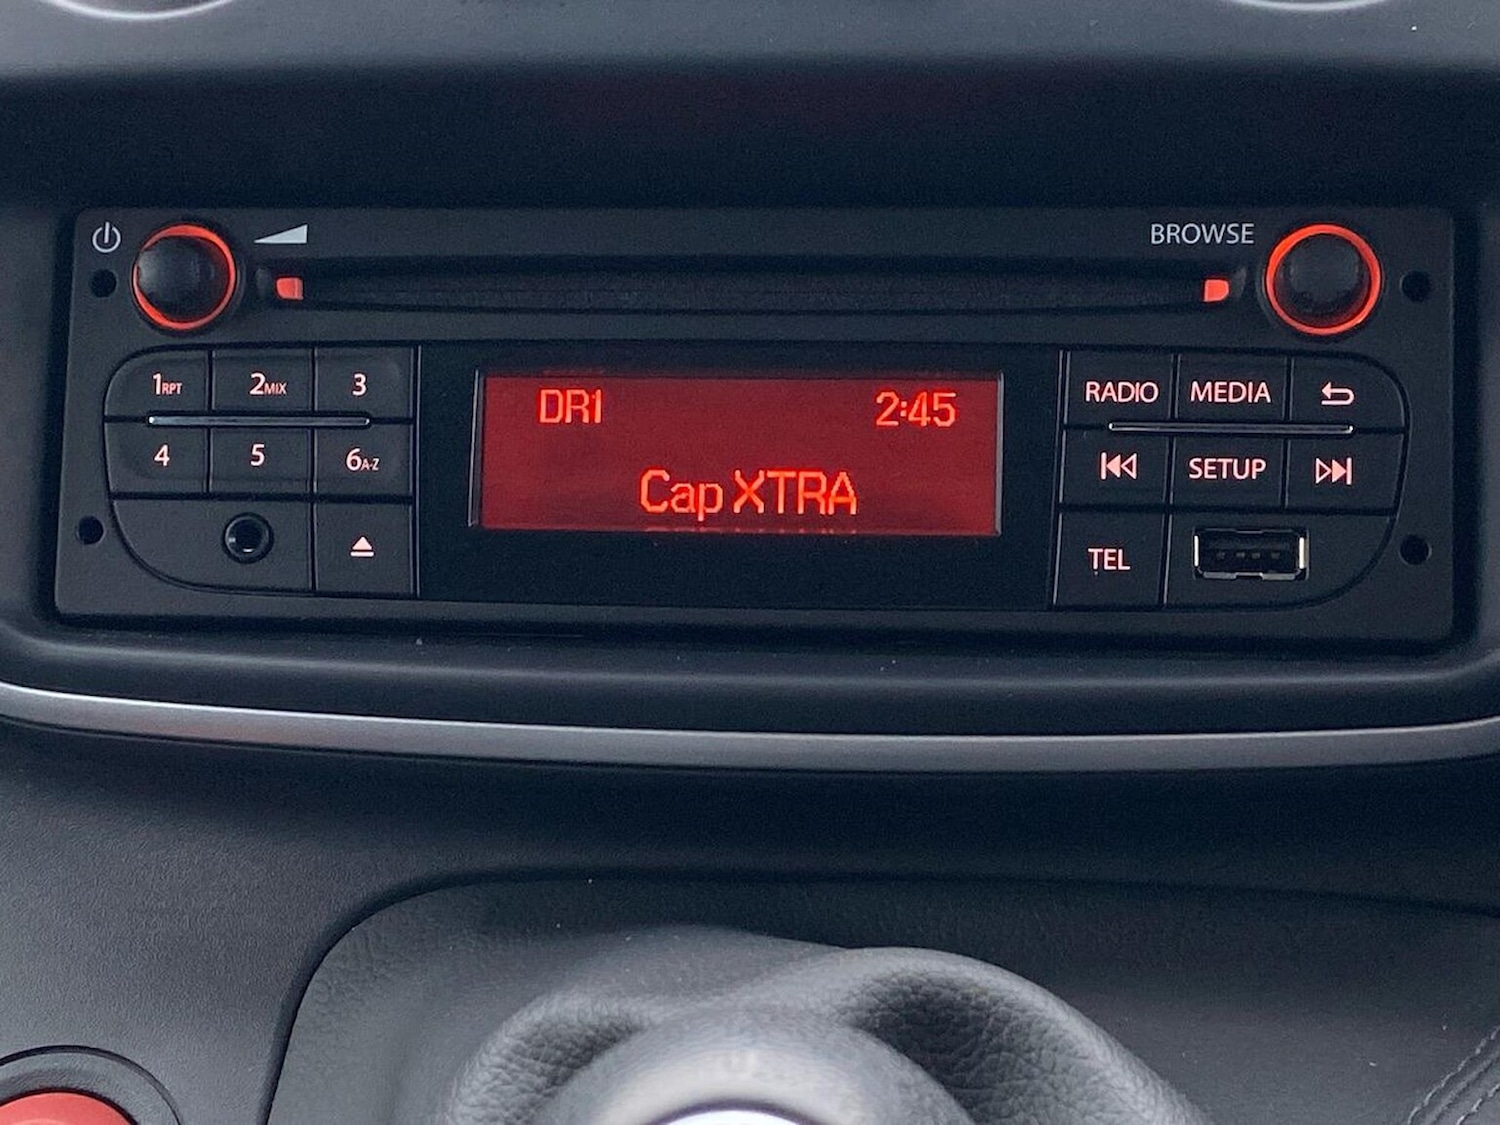 BROWSE
1RPT 2MIX 3
4 5 6A-Z
DR1 2:45
Cap XTRA
RADIO MEDIA
SETUP
TEL